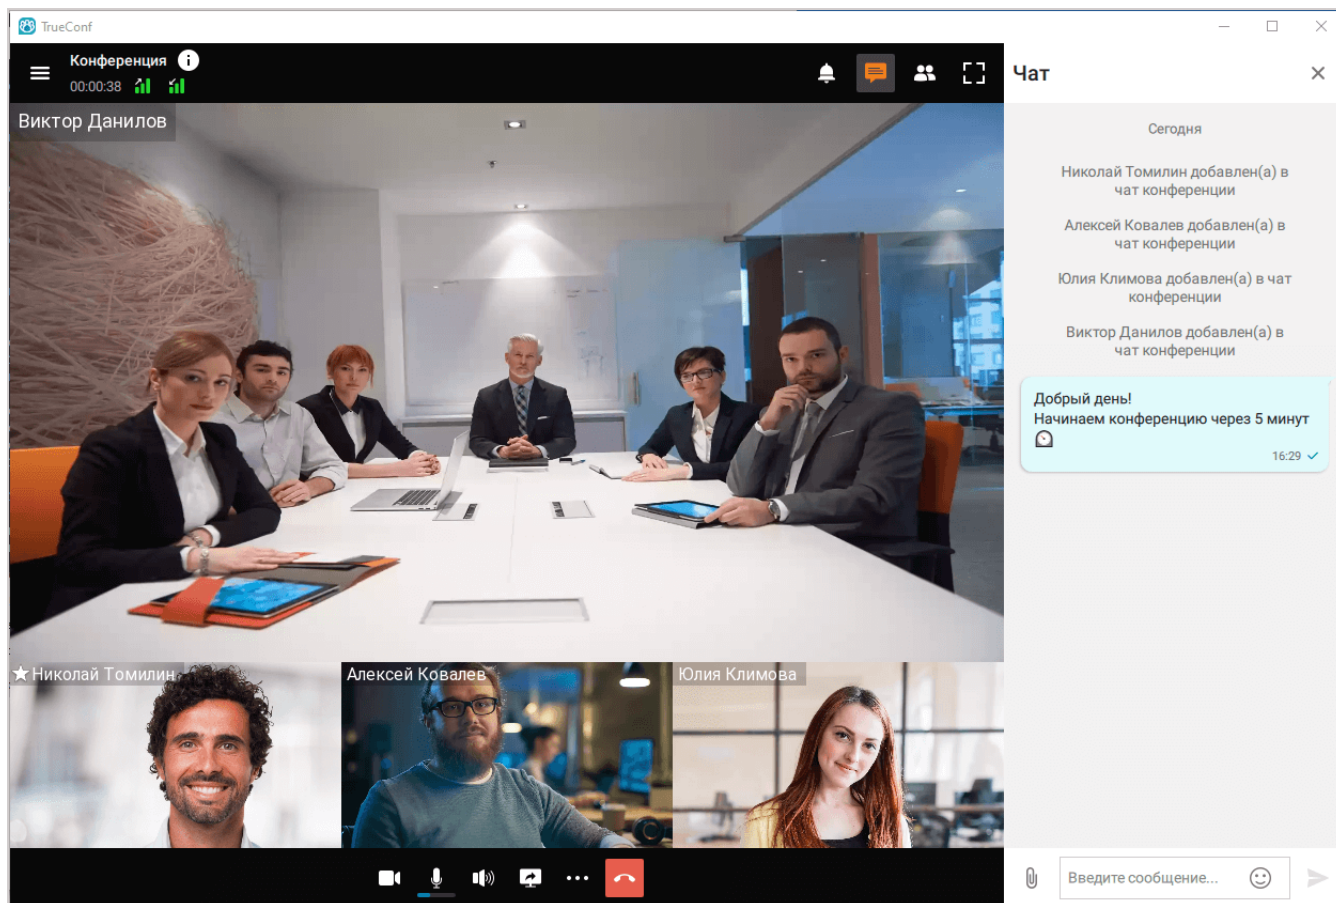 TrueConf
Конференция
00:00:38
Виктор Данилов
Николай Томилин
Алексей Ковалев
Юлия Климова
Чат
Сегодня
Николай Томилин добавлен(а) в
чат конференции
Алексей Ковалев добавлен(а) в
чат конференции
Юлия Климова добавлен(а) в чат
конференции
Виктор Данилов добавлен(а) в
чат конференции
Добрый день!
Начинаем конференцию через 5 минут
16:29
Введите сообщение...